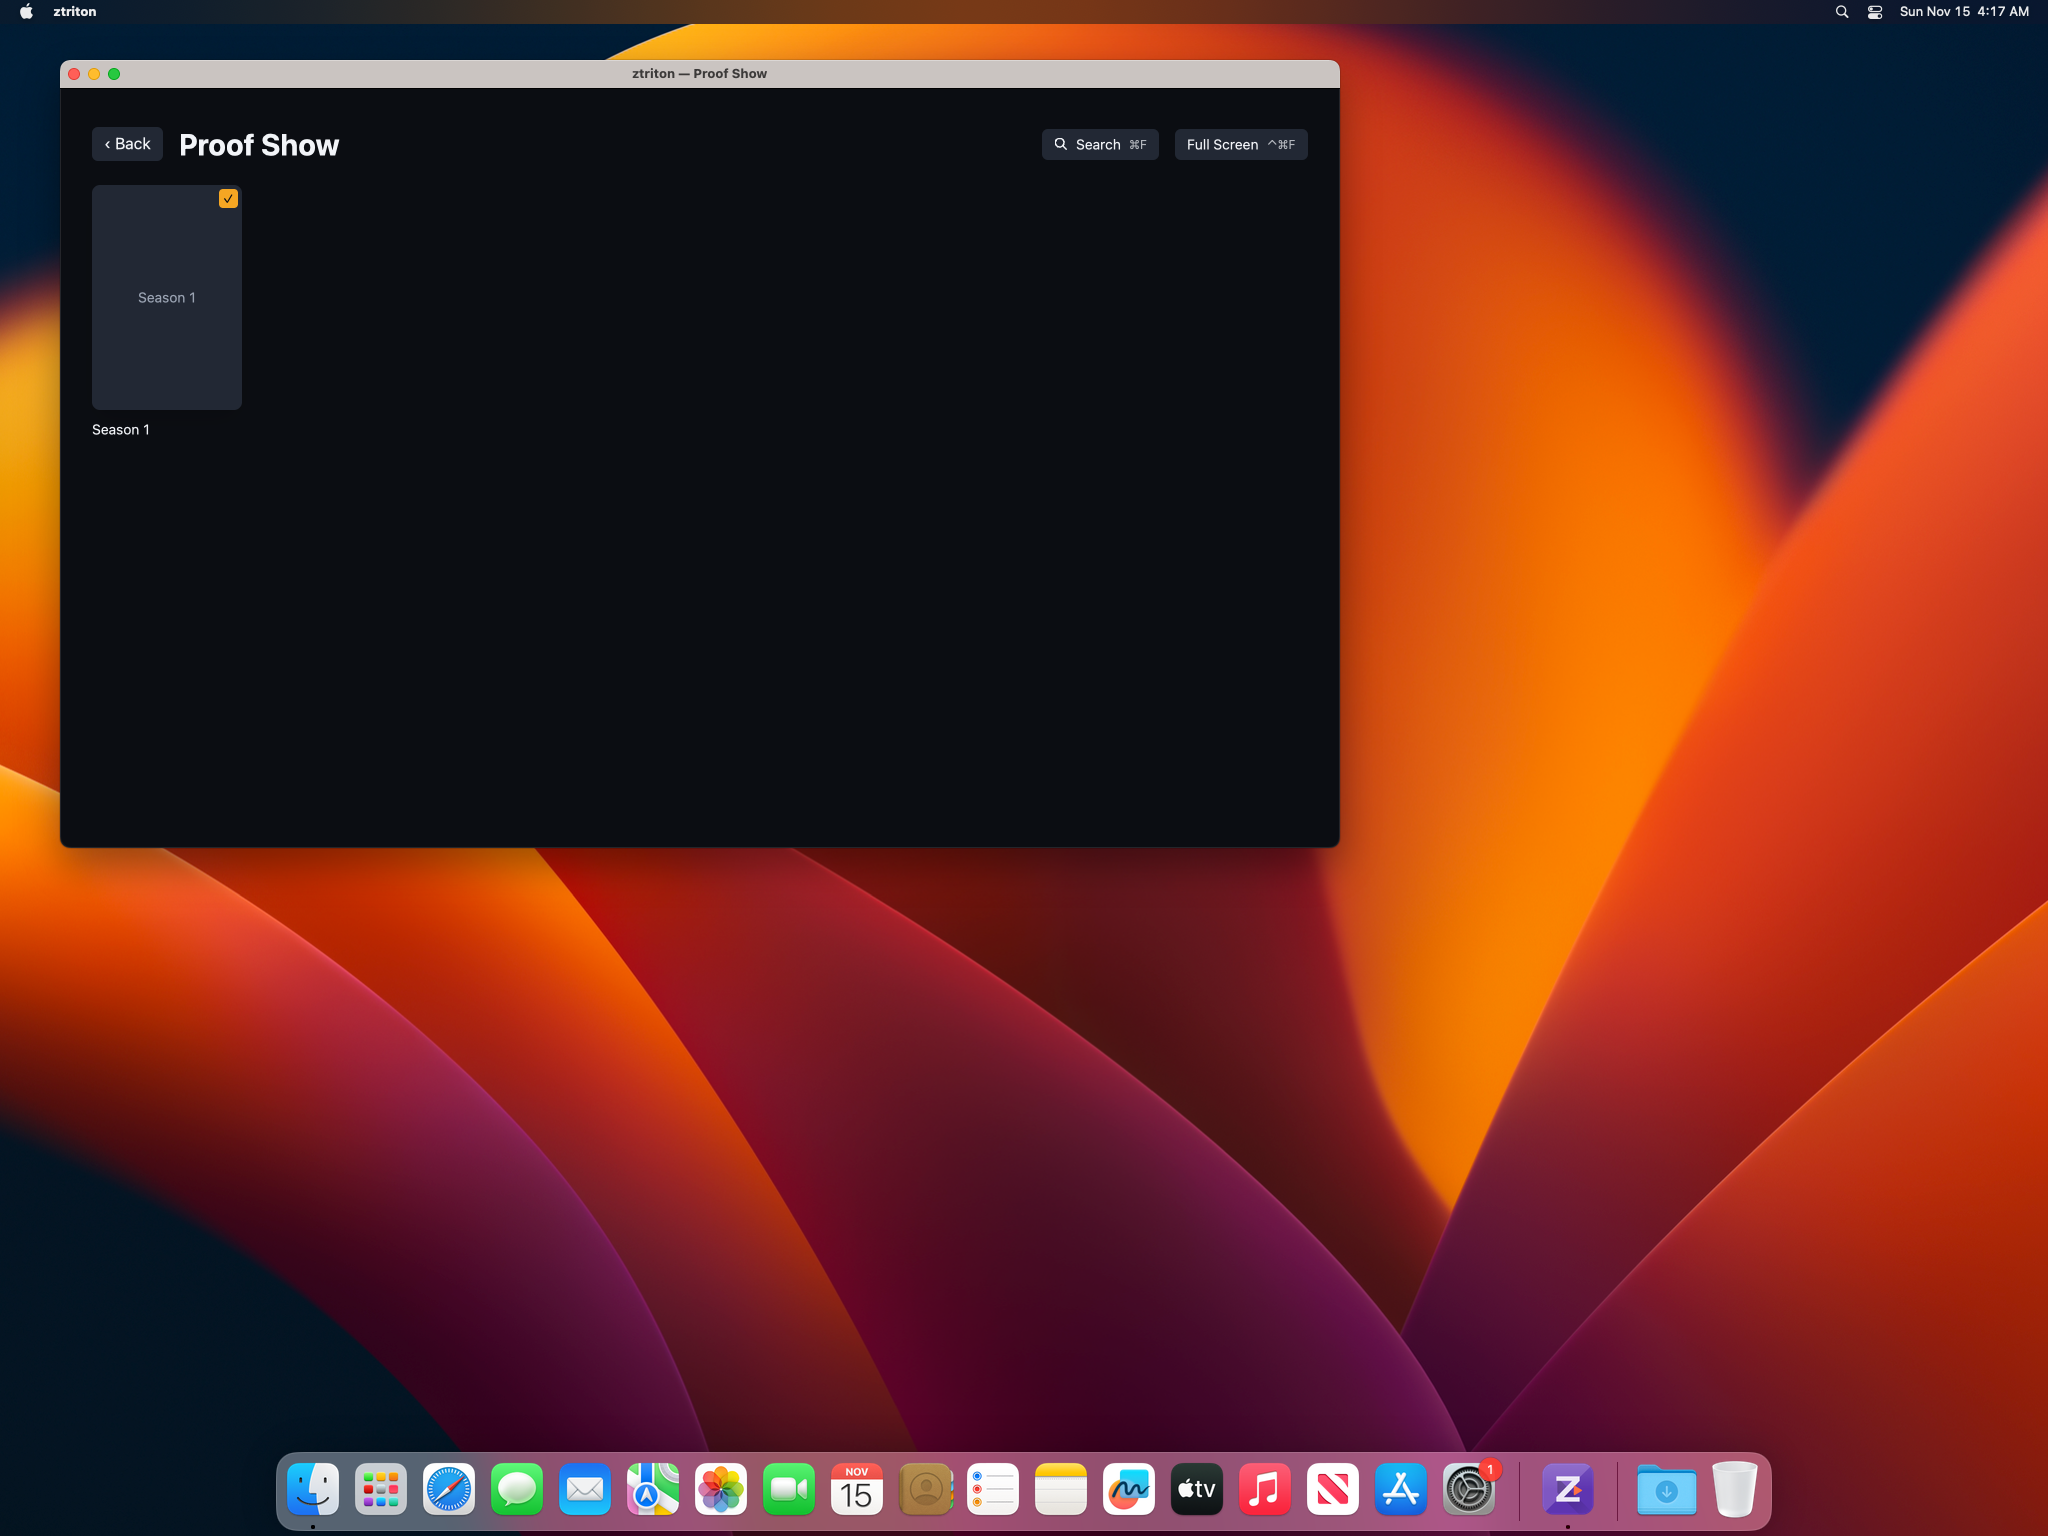 ztriton
Sun Nov 15 4:17 AM
ztriton — Proof Show
‹ Back
Proof Show
Search ⌘F
Full Screen ^⌘F
✓
Season 1
Season 1
NOV
15
tv
1
Z